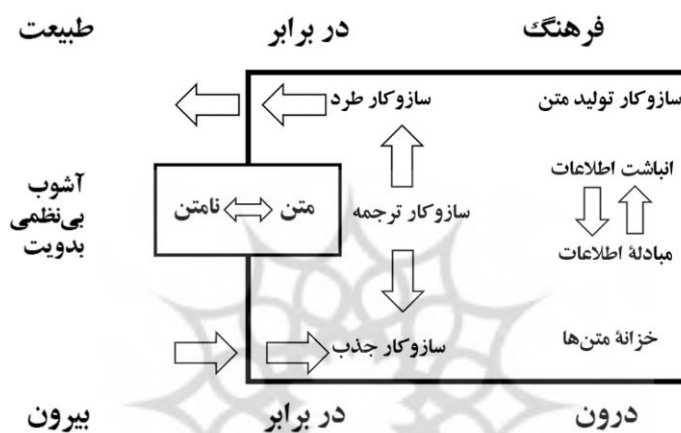 فرهنگ در برابر طبیعت
سازوکار تولید متن
سازوکار طرد
انباشت اطلاعات
آشوب
بی‌نظمی
بدویت
متن
نامتن
سازوکار ترجمه
مبادلهٔ اطلاعات
خزانهٔ متن‌ها
سازوکار جذب
درون در برابر بیرون